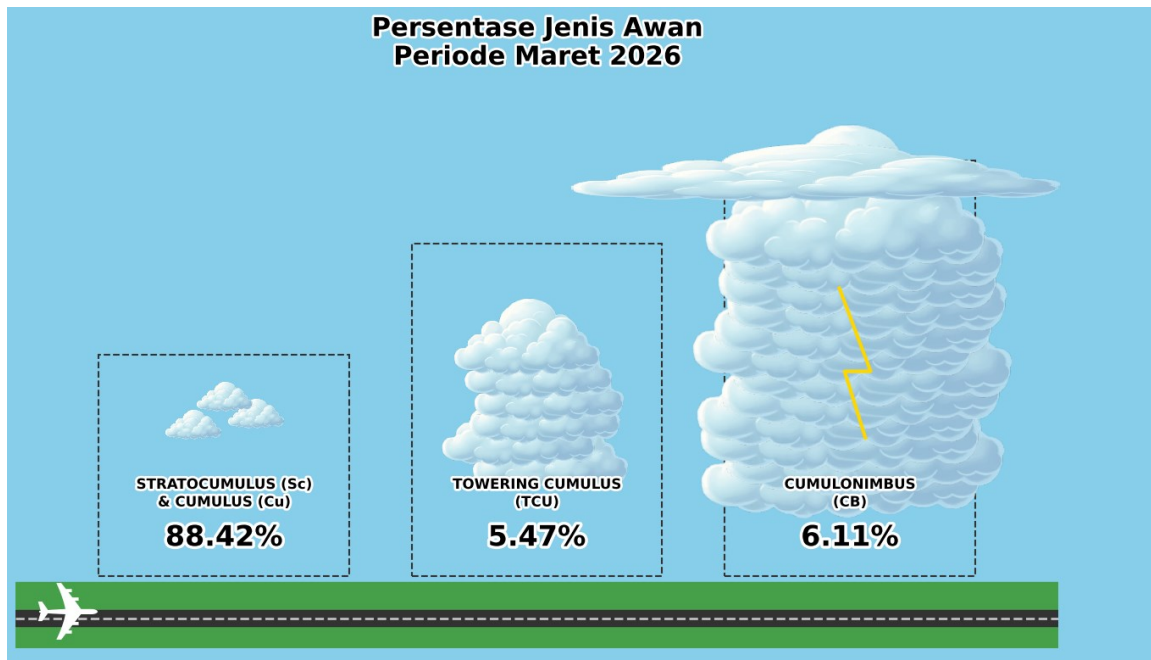 Persentase Jenis Awan
Periode Maret 2026
STRATOCUMULUS (Sc)
& CUMULUS (Cu)
88.42%
TOWERING CUMULUS
(TCU)
5.47%
CUMULONIMBUS
(CB)
6.11%